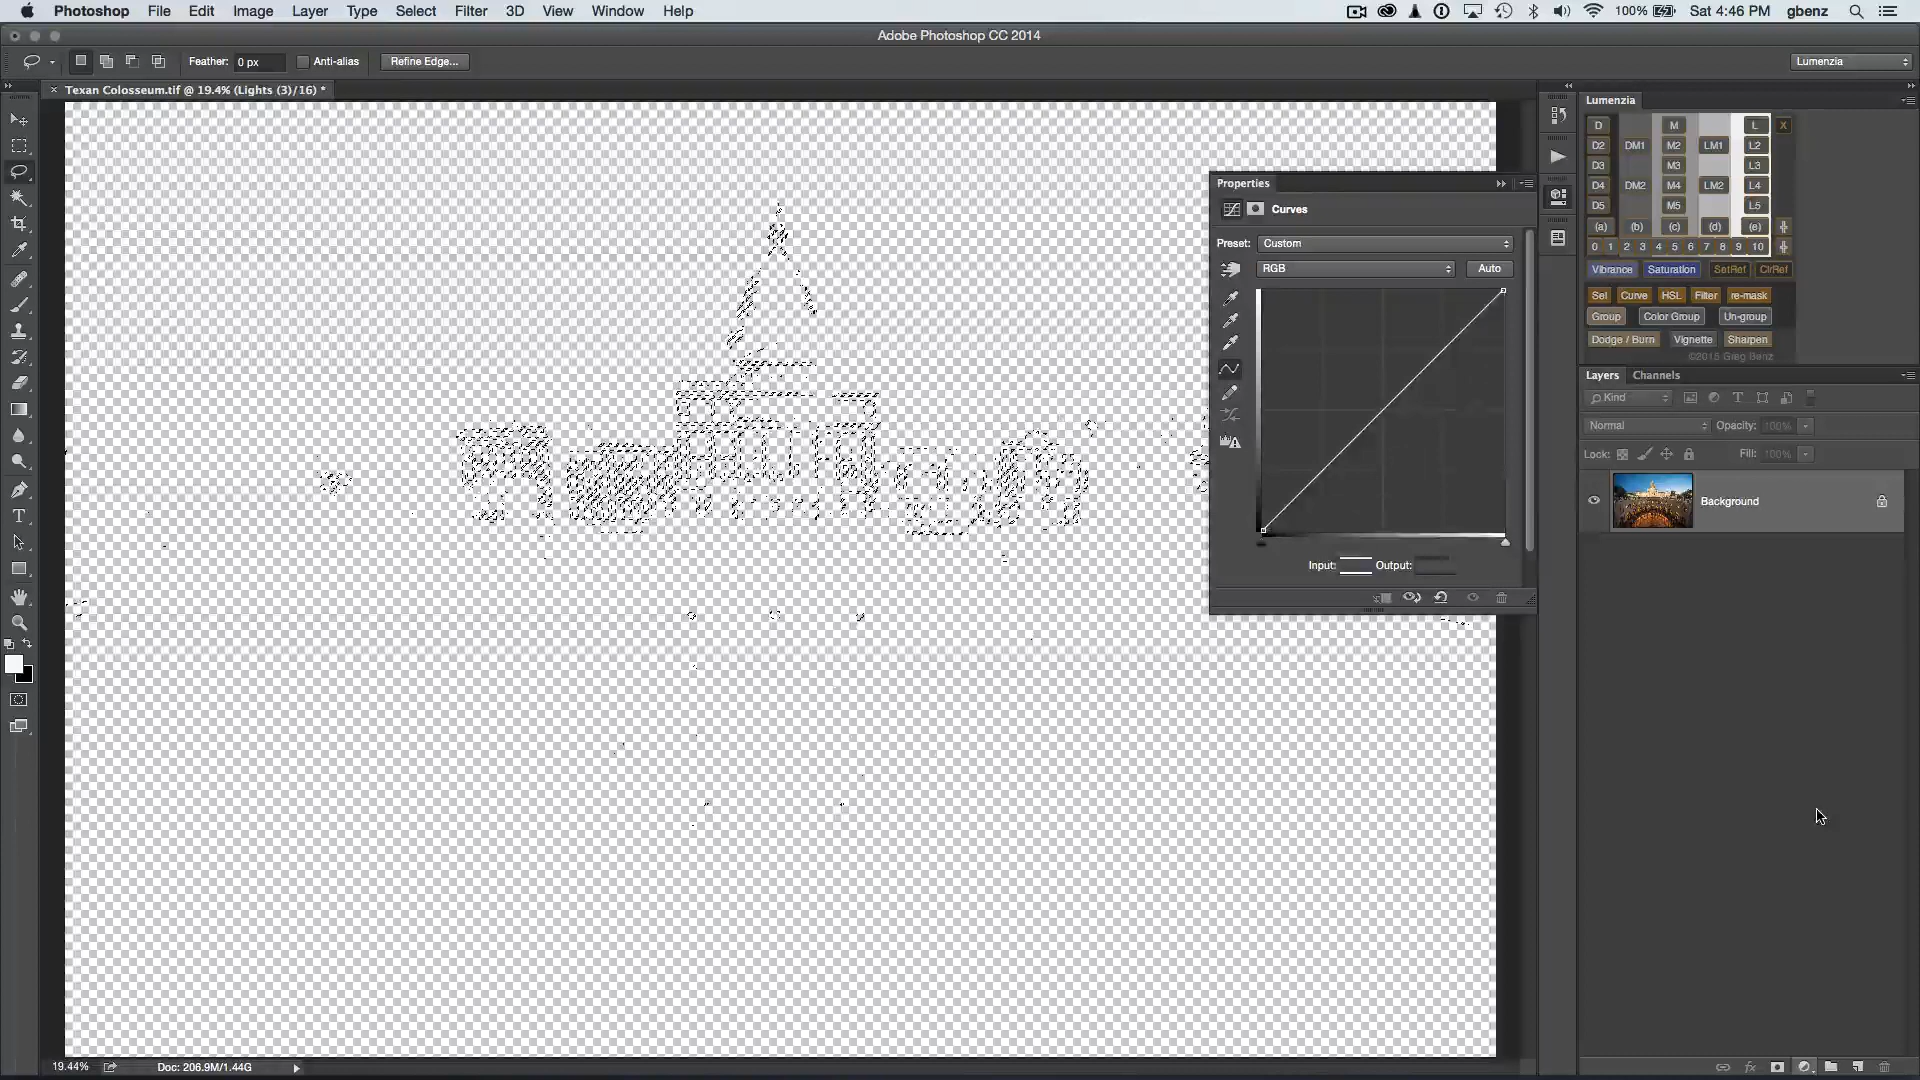 Photoshop File Edit Image Layer Type Select Filter 3D View Window Help 100% Sat 4:46 PM gbenz
Adobe Photoshop CC 2014
Feather: 0 px Anti-alias Refine Edge... Lumenzia
× Texan Colosseum.tif @ 19.4% (Lights (3)/16) *
Lumenzia
D M L X
D2 DM1 M2 LM1 L2
D3 M3 L3
D4 DM2 M4 LM2 L4
D5 M5 L5
(a) (b) (c) (d) (e)
0 1 2 3 4 5 6 7 8 9 10
Vibrance Saturation SetRef ClrRef
Sel Curve HSL Filter re-mask
Group Color Group Un-group
Dodge / Burn Vignette Sharpen
©2015 Greg Benz
Properties
Curves
Preset: Custom
RGB Auto
Input: Output:
Layers Channels
Kind
Normal Opacity: 100%
Lock: Fill: 100%
Background
19.44% Doc: 206.9M/1.44G